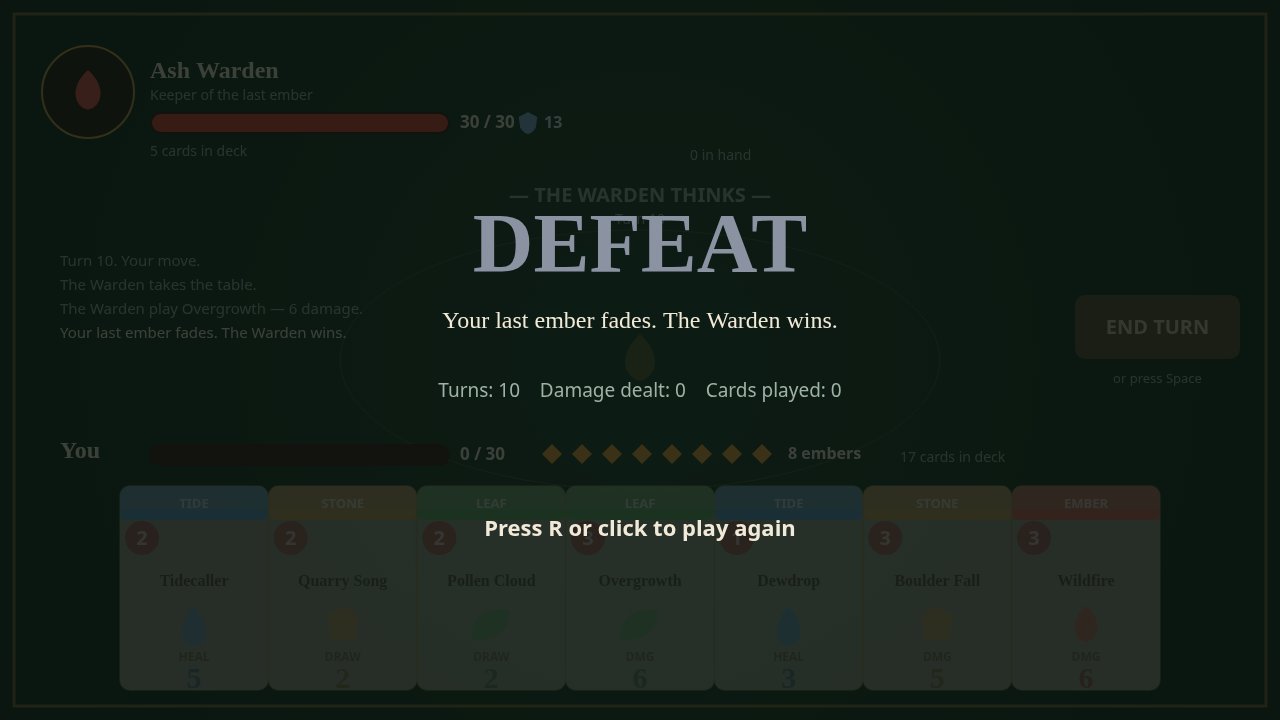 Ash Warden
Keeper of the last ember
30 / 30 13
5 cards in deck
0 in hand
— THE WARDEN THINKS —
DEFEAT
Turn 10. Your move.
The Warden takes the table.
The Warden play Overgrowth — 6 damage.
Your last ember fades. The Warden wins.
Your last ember fades. The Warden wins.
END TURN
or press Space
Turns: 10 Damage dealt: 0 Cards played: 0
You
0 / 30
8 embers
17 cards in deck
TIDE STONE LEAF LEAF TIDE STONE EMBER
Press R or click to play again
2 2 2 3 1 3 3
Tidecaller Quarry Song Pollen Cloud Overgrowth Dewdrop Boulder Fall Wildfire
HEAL DRAW DRAW DMG HEAL DMG DMG
5 2 2 6 3 5 6